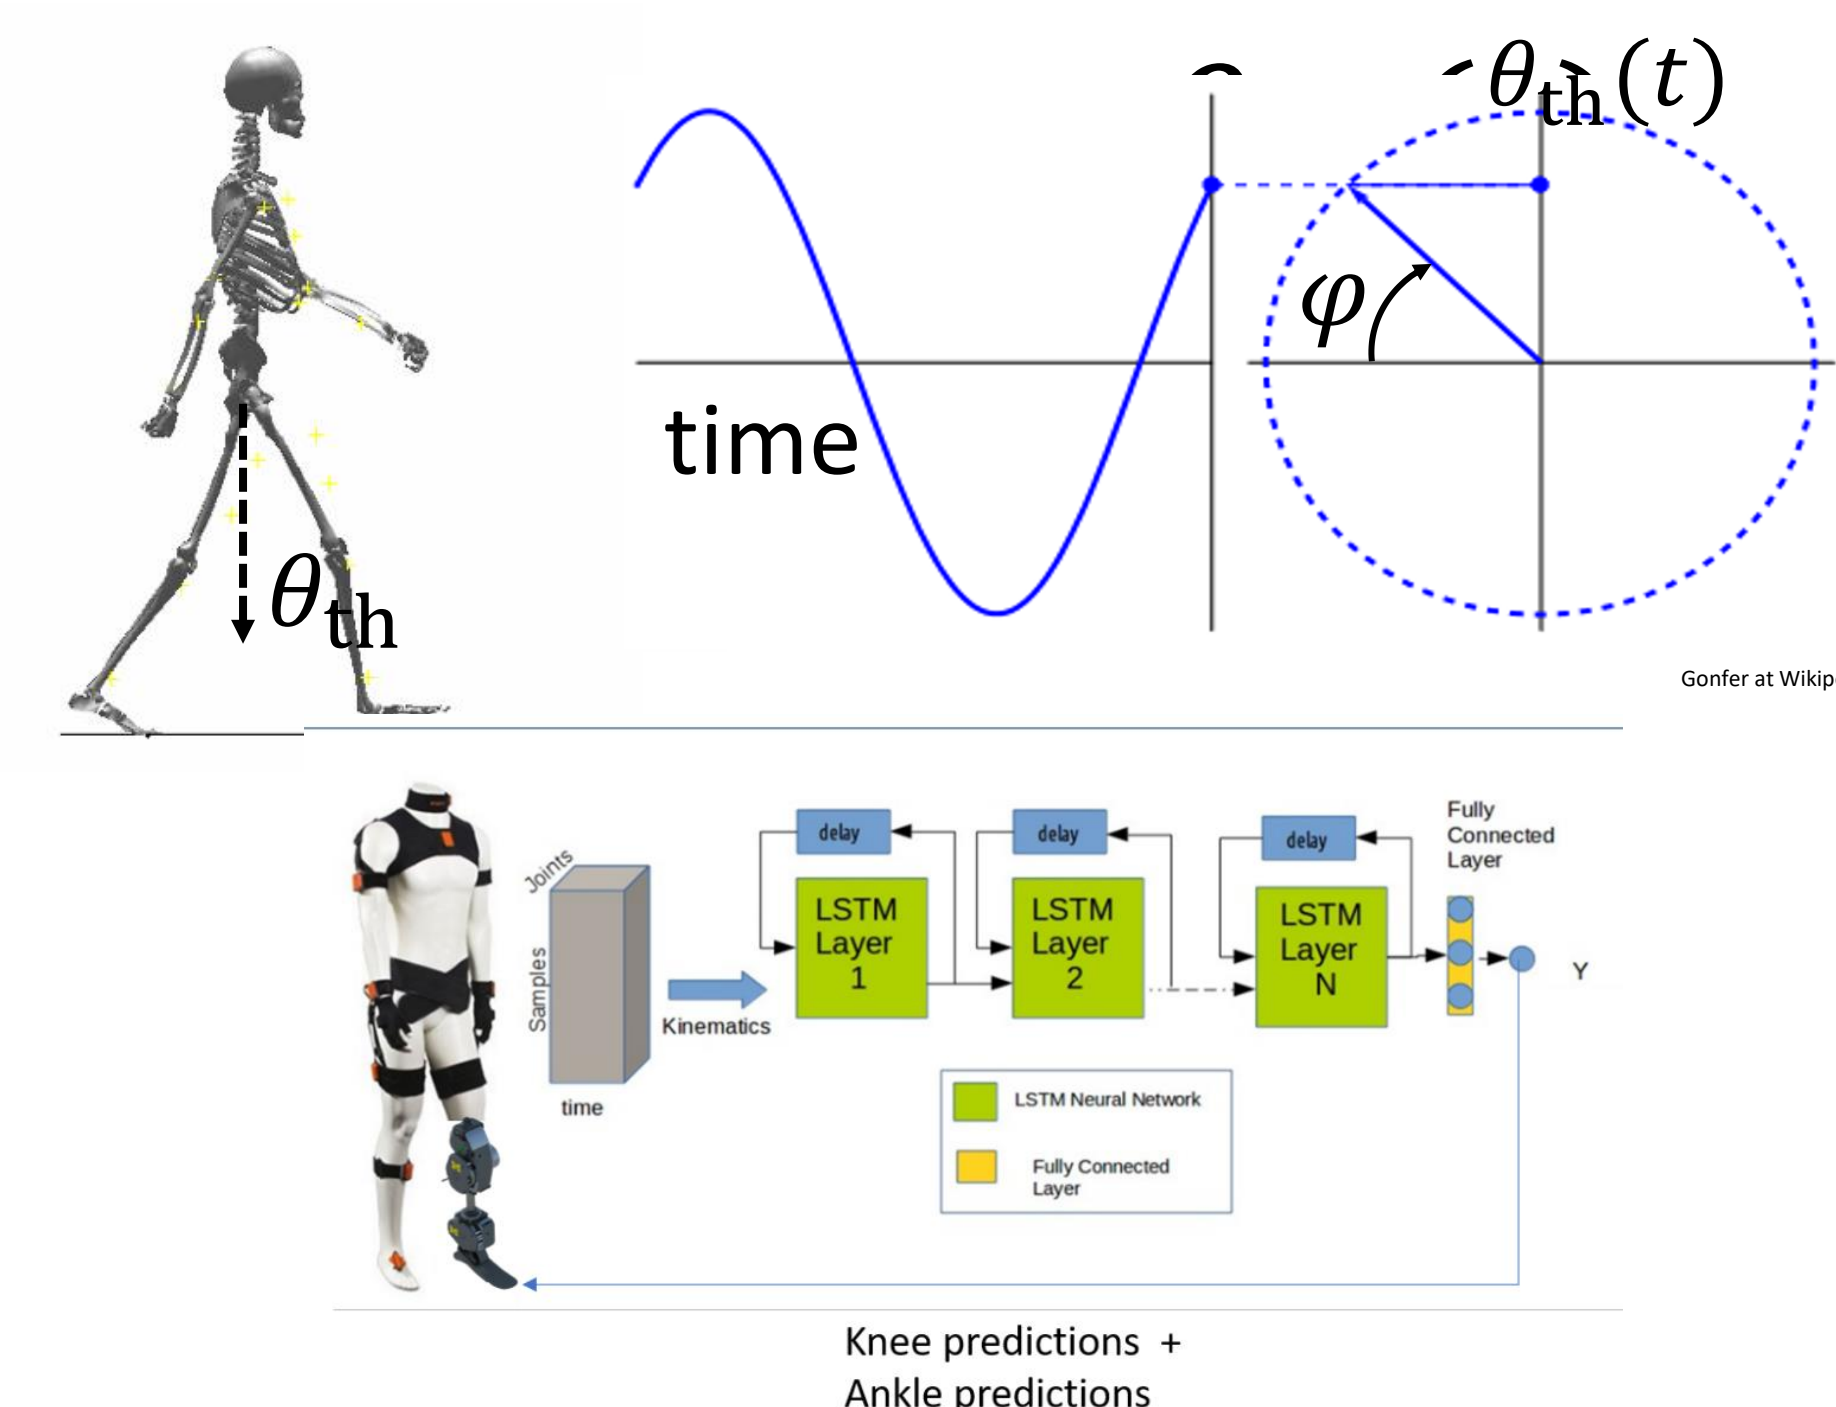 θth(t)
φ
time
θth
Gonfer at Wikip
Fully
Connected
Layer
delay
delay
delay
Joints
Samples
time
Kinematics
LSTM
Layer
1
LSTM
Layer
2
LSTM
Layer
N
Y
LSTM Neural Network
Fully Connected
Layer
Knee predictions +
Ankle predictions